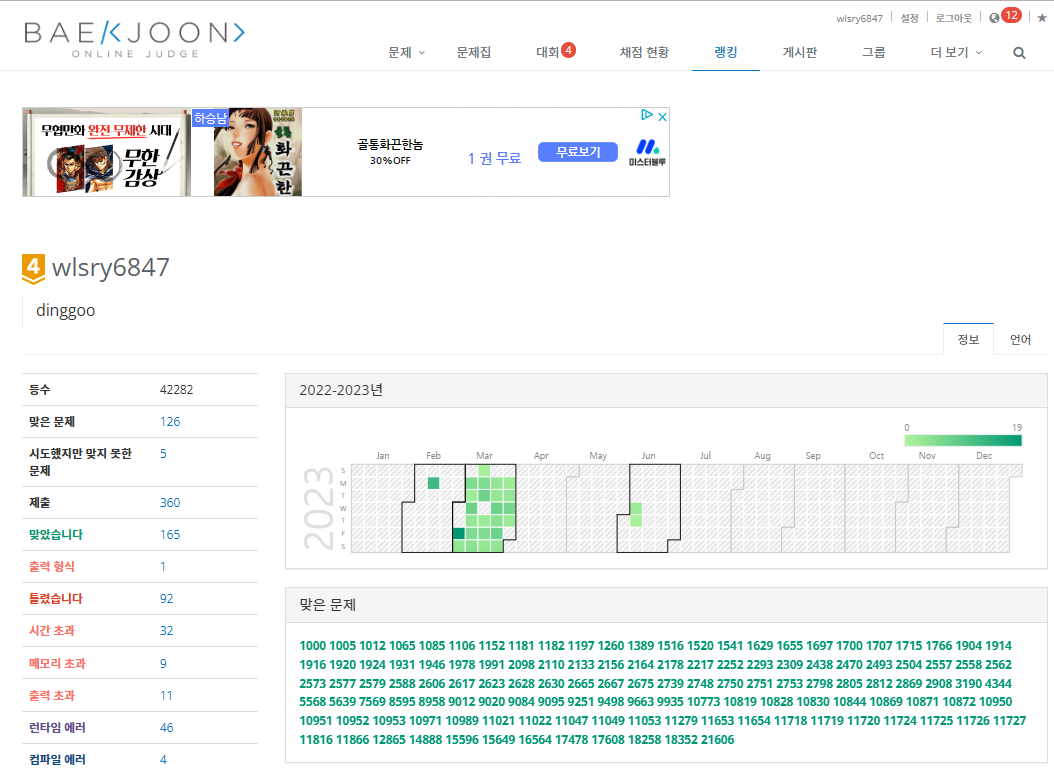 wlsry6847 설정 로그아웃 12
BAEKJOON
ONLINE JUDGE
문제 문제집 대회 4 채점 현황 랭킹 게시판 그룹 더 보기
무협만화 완전 무제한 시대
무한
감상
하승남
화
끈
한
골통화끈한놈
30%OFF
1 권 무료
무료보기
미스터블루
4 wlsry6847
dinggoo
정보 언어
등수 42282
맞은 문제 126
시도했지만 맞지 못한
문제 5
제출 360
맞았습니다 165
출력 형식 1
틀렸습니다 92
시간 초과 32
메모리 초과 9
출력 초과 11
런타임 에러 46
컴파일 에러 4
2022-2023년
0 19
Jan Feb Mar Apr May Jun Jul Aug Sep Oct Nov Dec
2023
S
M
T
W
T
F
S
맞은 문제
1000 1005 1012 1065 1085 1106 1152 1181 1182 1197 1260 1389 1516 1520 1541 1629 1655 1697 1700 1707 1715 1766 1904 1914
1916 1920 1924 1931 1946 1978 1991 2098 2110 2133 2156 2164 2178 2217 2252 2293 2309 2438 2470 2493 2504 2557 2558 2562
2573 2577 2579 2588 2606 2617 2623 2628 2630 2665 2667 2675 2739 2748 2750 2751 2753 2798 2805 2812 2869 2908 3190 4344
5568 5639 7569 8595 8958 9012 9020 9084 9095 9251 9498 9663 9935 10773 10819 10828 10830 10844 10869 10871 10872 10950
10951 10952 10953 10971 10989 11021 11022 11047 11049 11053 11279 11653 11654 11718 11719 11720 11724 11725 11726 11727
11816 11866 12865 14888 15596 15649 16564 17478 17608 18258 18352 21606